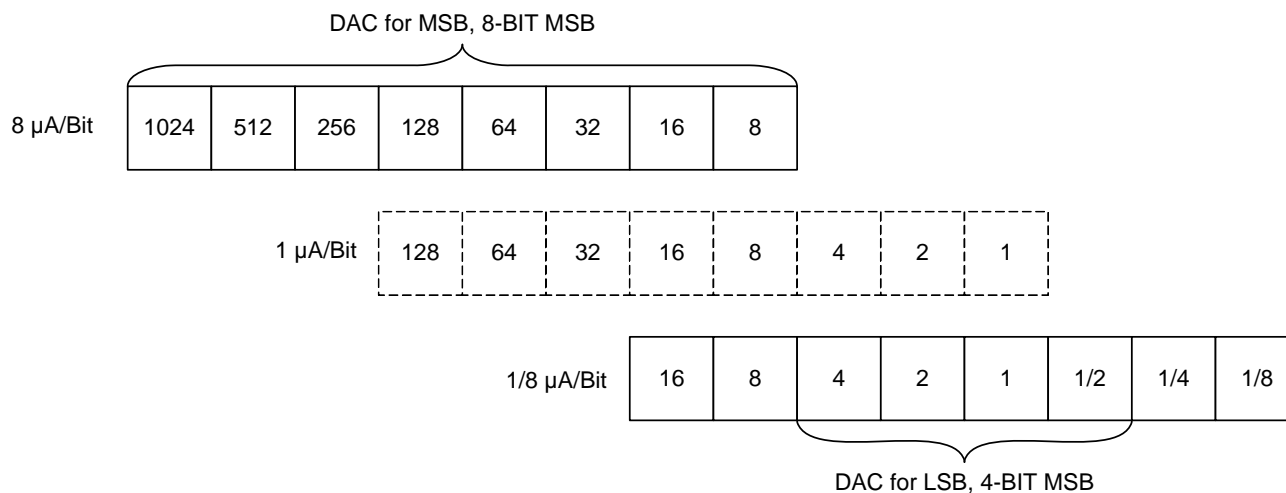 DAC for MSB, 8-BIT MSB
8 µA/Bit 1024 512 256 128 64 32 16 8
1 µA/Bit 128 64 32 16 8 4 2 1
1/8 µA/Bit 16 8 4 2 1 1/2 1/4 1/8
DAC for LSB, 4-BIT MSB